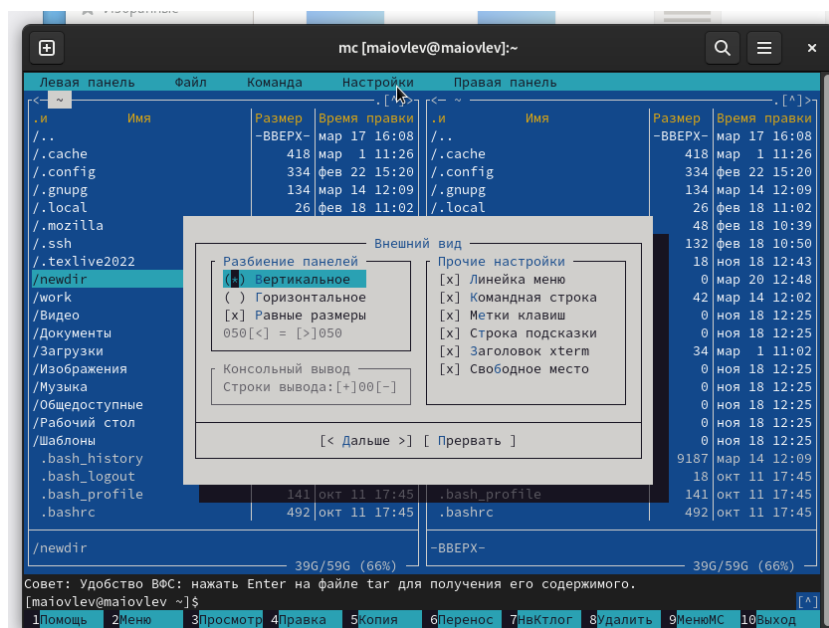 mc [maiovlev@maiovlev]:~
Левая панель Файл Команда Настройки Правая панель
<— ~ .[^]>
<— ~ .[^]>
.и Имя Размер Время правки .и Имя Размер Время правки
/.. -ВВЕРХ- мар 17 16:08 /.. -ВВЕРХ- мар 17 16:08
/.cache 418 мар 1 11:26 /.cache 418 мар 1 11:26
/.config 334 фев 22 15:20 /.config 334 фев 22 15:20
/.gnupg 134 мар 14 12:09 /.gnupg 134 мар 14 12:09
/.local 26 фев 18 11:02 /.local 26 фев 18 11:02
/.mozilla 48 фев 18 10:39
/.ssh Внешний вид 132 фев 18 10:50
/.texlive2022 Разбиение панелей Прочие настройки 18 ноя 18 12:43
/newdir (*) Вертикальное [x] Линейка меню 0 мар 20 12:48
/work ( ) Горизонтальное [x] Командная строка 42 мар 14 12:02
/Видео [x] Равные размеры [x] Метки клавиш 0 ноя 18 12:25
/Документы 050[<] = [>]050 [x] Строка подсказки 0 ноя 18 12:25
/Загрузки [x] Заголовок xterm 34 мар 1 11:02
/Изображения Консольный вывод [x] Свободное место 0 ноя 18 12:25
/Музыка Строки вывода:[+]00[-] 0 ноя 18 12:25
/Общедоступные 0 ноя 18 12:25
/Рабочий стол 0 ноя 18 12:25
/Шаблоны [< Дальше >] [ Прервать ] 0 ноя 18 12:25
.bash_history 9187 мар 14 12:09
.bash_logout 18 окт 11 17:45
.bash_profile 141 окт 11 17:45 .bash_profile 141 окт 11 17:45
.bashrc 492 окт 11 17:45 .bashrc 492 окт 11 17:45
/newdir -ВВЕРХ-
39G/59G (66%) 39G/59G (66%)
Совет: Удобство ВФС: нажать Enter на файле tar для получения его содержимого.
[maiovlev@maiovlev ~]$ [^]
1Помощь 2Меню 3Просмотр 4Правка 5Копия 6Перенос 7НвКтлог 8Удалить 9МенюМС 10Выход